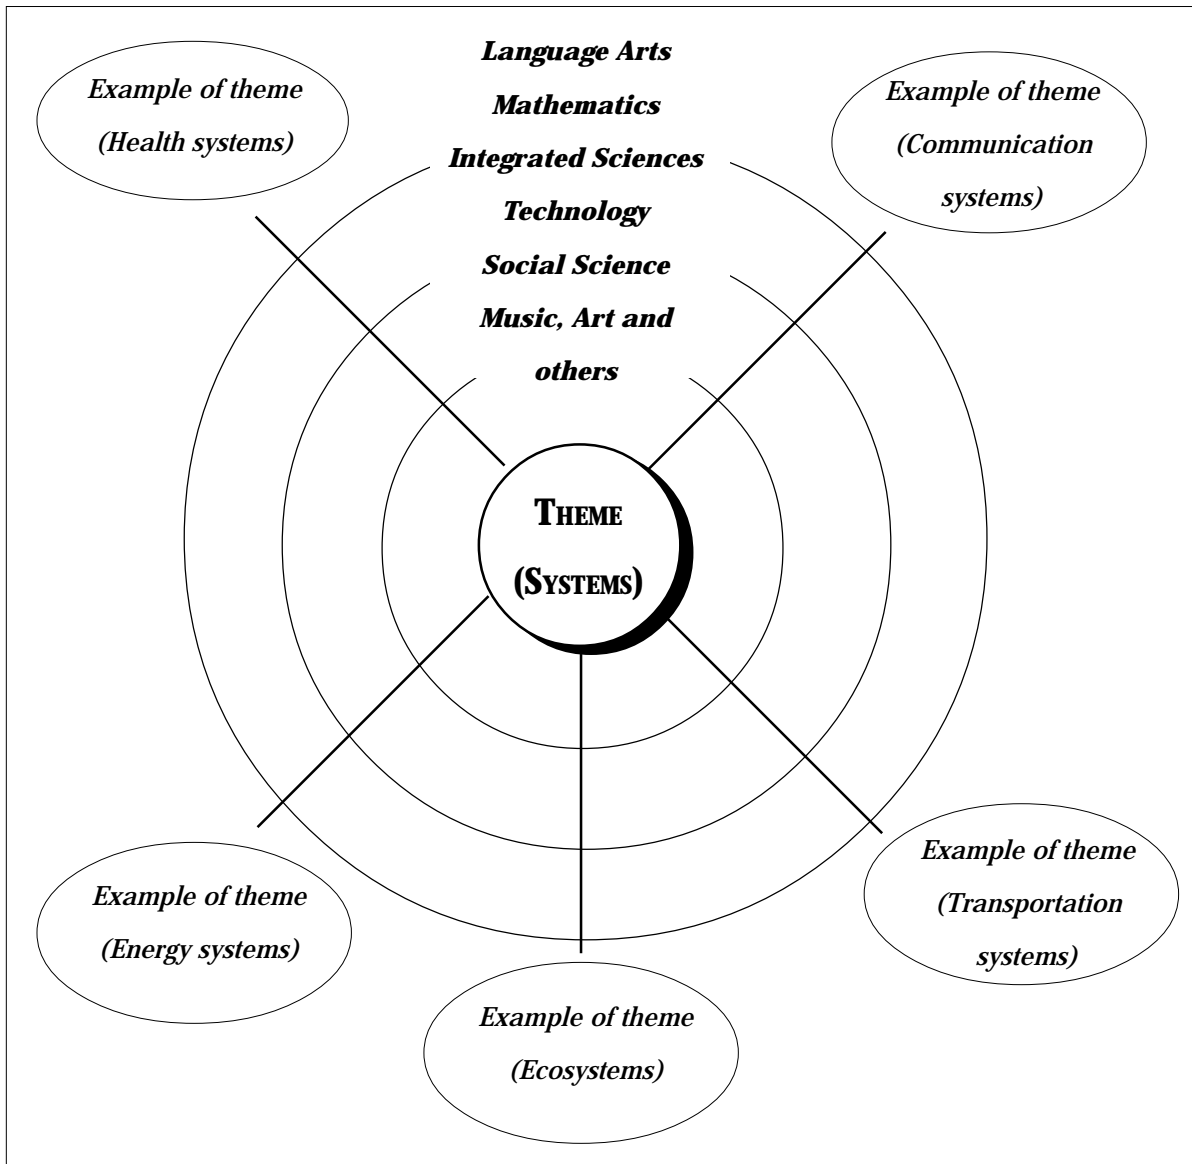 Language Arts
Mathematics
Integrated Sciences
Technology
Social Science
Music, Art and
others
Example of theme
(Health systems)
Example of theme
(Communication
systems)
THEME
(SYSTEMS)
Example of theme
(Energy systems)
Example of theme
(Ecosystems)
Example of theme
(Transportation
systems)